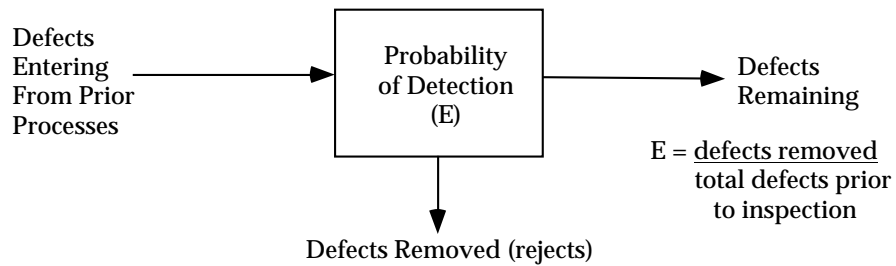 Defects
Entering
From Prior
Processes
Probability
of Detection
(E)
Defects
Remaining
E = defects removed
total defects prior
to inspection
Defects Removed (rejects)